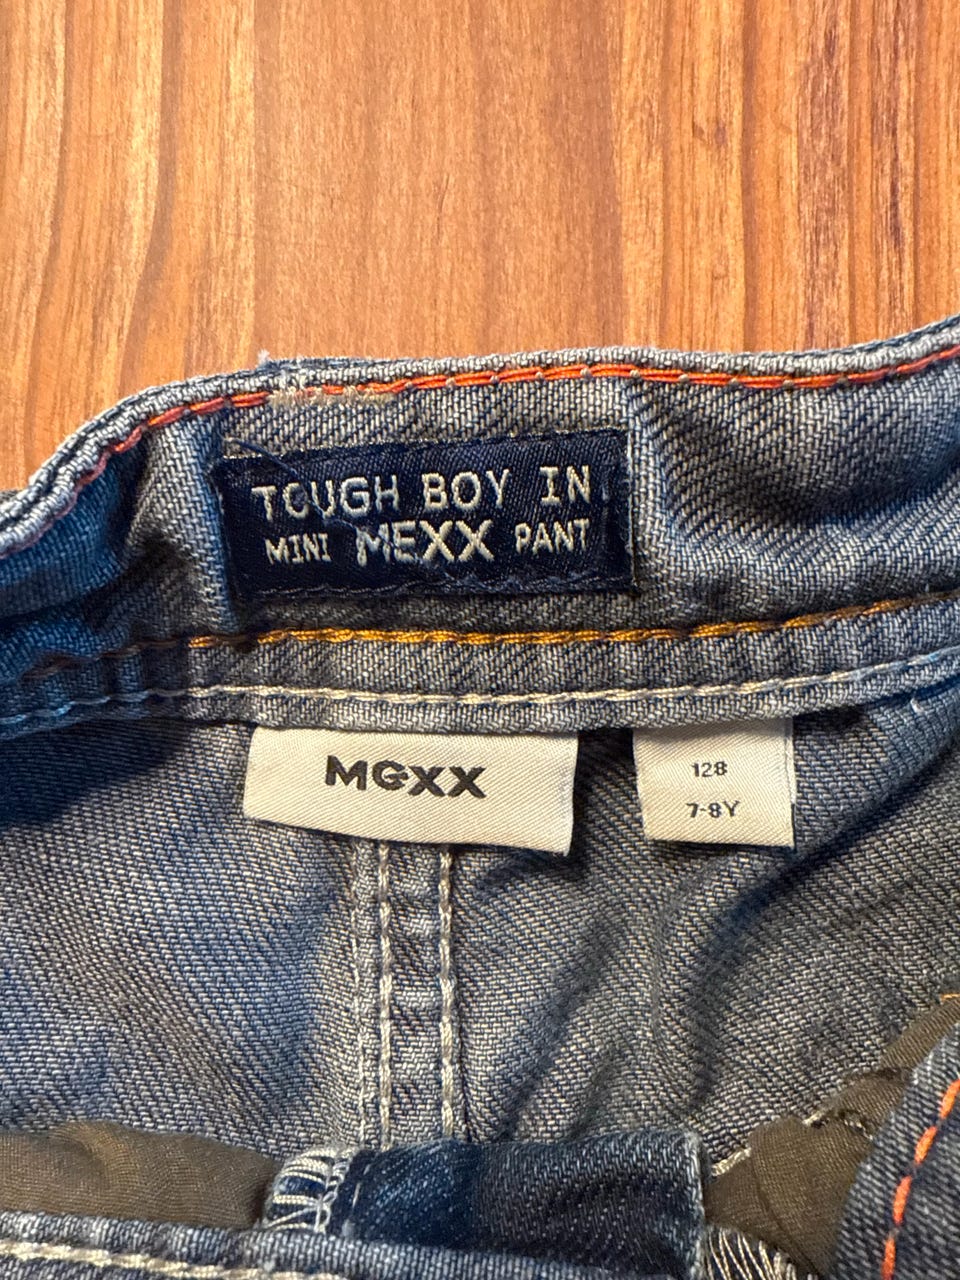 TOUGH BOY IN
MINI MEXX PANT
MEXX
128
7-8Y